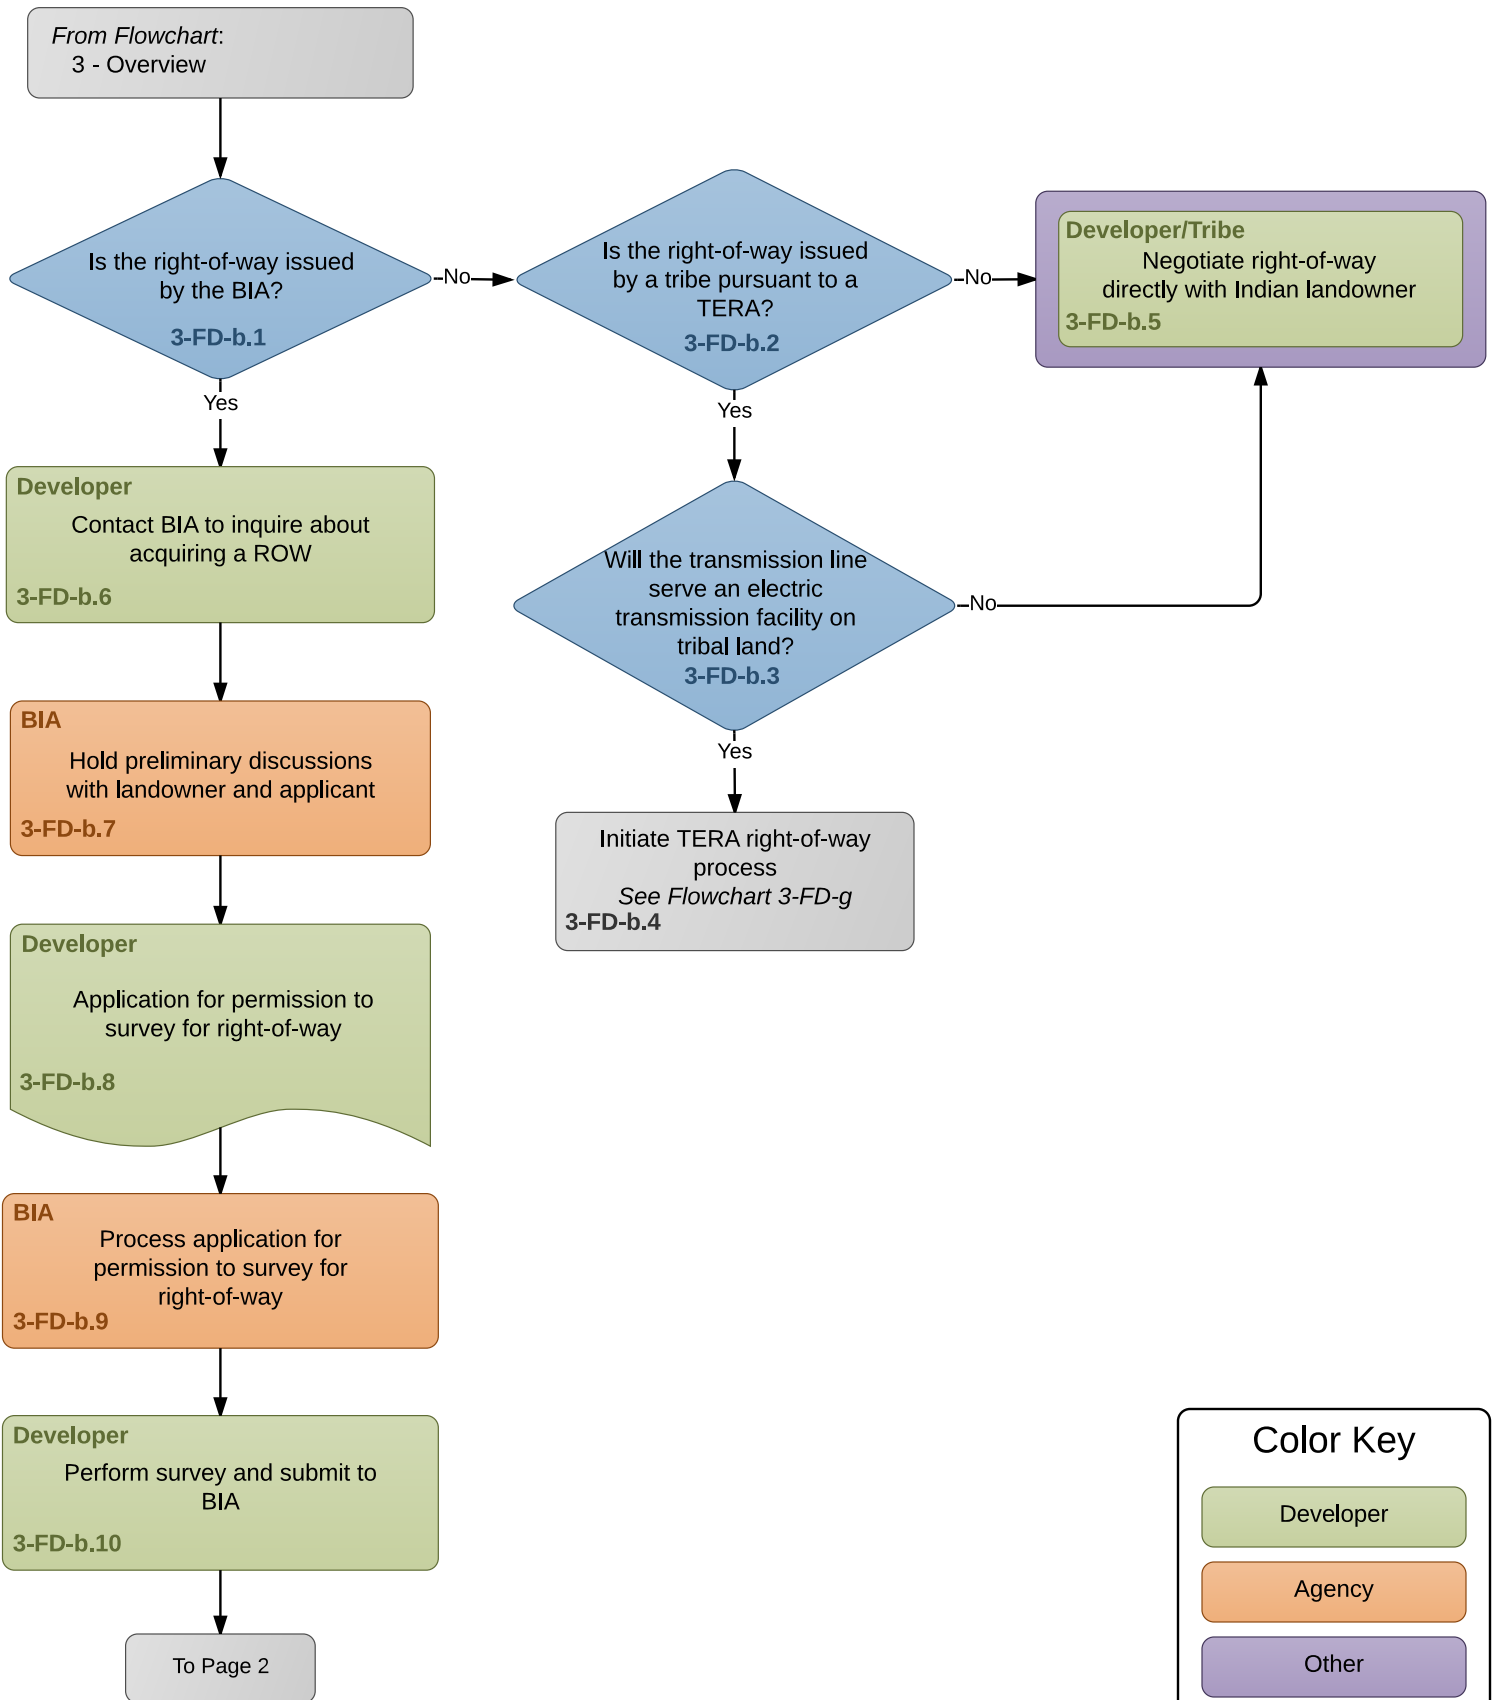 From Flowchart:
3 - Overview
Is the right-of-way issued
by the BIA?
3-FD-b.1
No
Is the right-of-way issued
by a tribe pursuant to a
TERA?
3-FD-b.2
No
Developer/Tribe
Negotiate right-of-way
directly with Indian landowner
3-FD-b.5
Yes
Yes
Developer
Contact BIA to inquire about
acquiring a ROW
3-FD-b.6
Will the transmission line
serve an electric
transmission facility on
tribal land?
3-FD-b.3
No
Yes
BIA
Hold preliminary discussions
with landowner and applicant
3-FD-b.7
Initiate TERA right-of-way
process
See Flowchart 3-FD-g
3-FD-b.4
Developer
Application for permission to
survey for right-of-way
3-FD-b.8
BIA
Process application for
permission to survey for
right-of-way
3-FD-b.9
Developer
Perform survey and submit to
BIA
3-FD-b.10
To Page 2
Color Key
Developer
Agency
Other